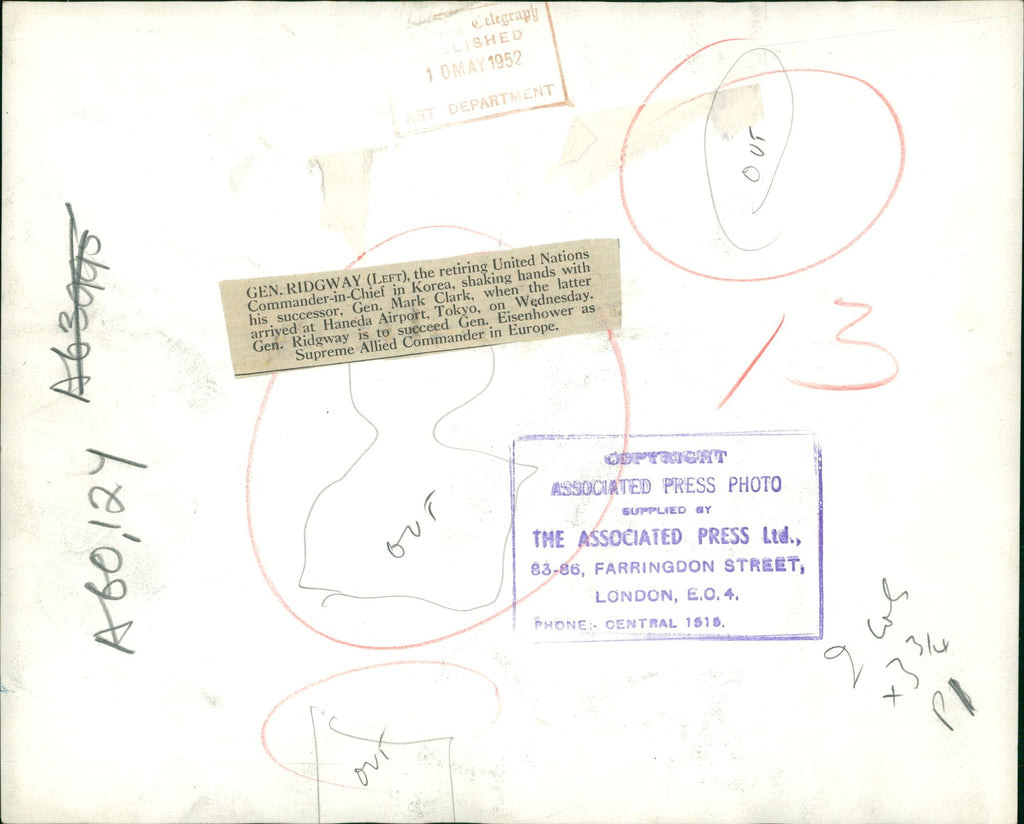 Telegraph
LISHED
10 MAY 1952
ART DEPARTMENT
OUT
GEN. RIDGWAY (LEFT), the retiring United Nations
Commander-in-Chief in Korea, shaking hands with
his successor, Gen. Mark Clark, when the latter
arrived at Haneda Airport, Tokyo, on Wednesday.
Gen. Ridgway is to succeed Gen. Eisenhower as
Supreme Allied Commander in Europe.
13
A60,124
OUT
COPYRIGHT
ASSOCIATED PRESS PHOTO
SUPPLIED BY
THE ASSOCIATED PRESS Ltd.,
83-86, FARRINGDON STREET,
LONDON, E.C.4.
PHONE:- CENTRAL 1515.
2
+3 3/4
P1
OUT